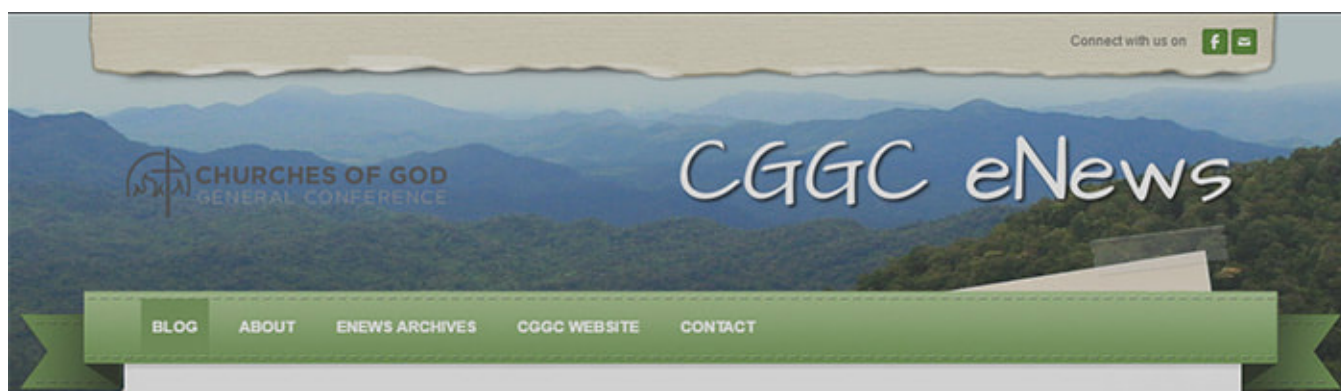 Connect with us on
CHURCHES OF GOD
GENERAL CONFERENCE
CGGC eNews
BLOG ABOUT ENEWS ARCHIVES CGGC WEBSITE CONTACT